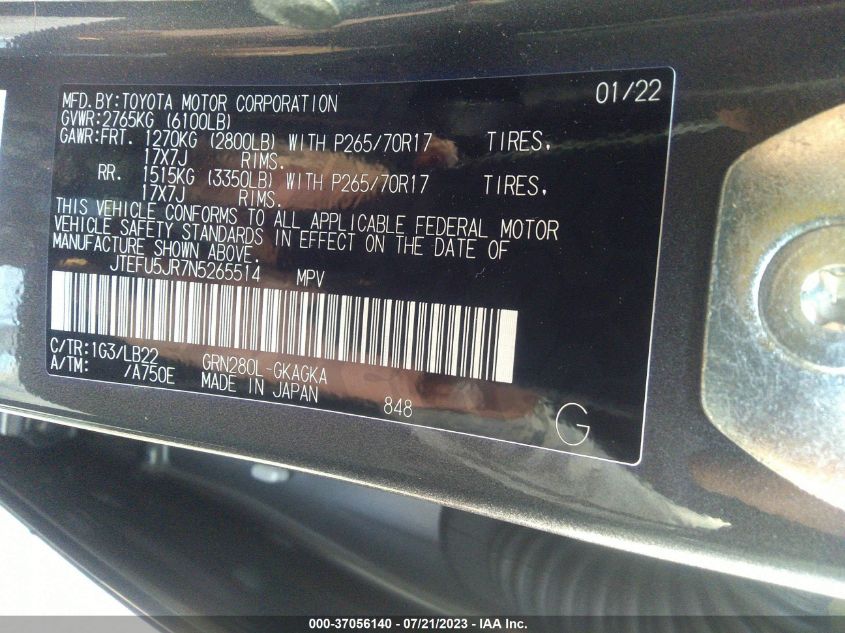 MFD.BY:TOYOTA MOTOR CORPORATION 01/22
GVWR:2765KG (6100LB)
GAWR:FRT. 1270KG (2800LB) WITH P265/70R17 TIRES,
17X7J RIMS.
RR. 1515KG (3350LB) WITH P265/70R17 TIRES,
17X7J RIMS.
THIS VEHICLE CONFORMS TO ALL APPLICABLE FEDERAL MOTOR
VEHICLE SAFETY STANDARDS IN EFFECT ON THE DATE OF
MANUFACTURE SHOWN ABOVE.
JTEFU5JR7N5265514 MPV
C/TR:1G3/LB22 GRN280L-GKAGKA
A/TM: /A750E MADE IN JAPAN
848
G
000-37056140 - 07/21/2023 - IAA Inc.